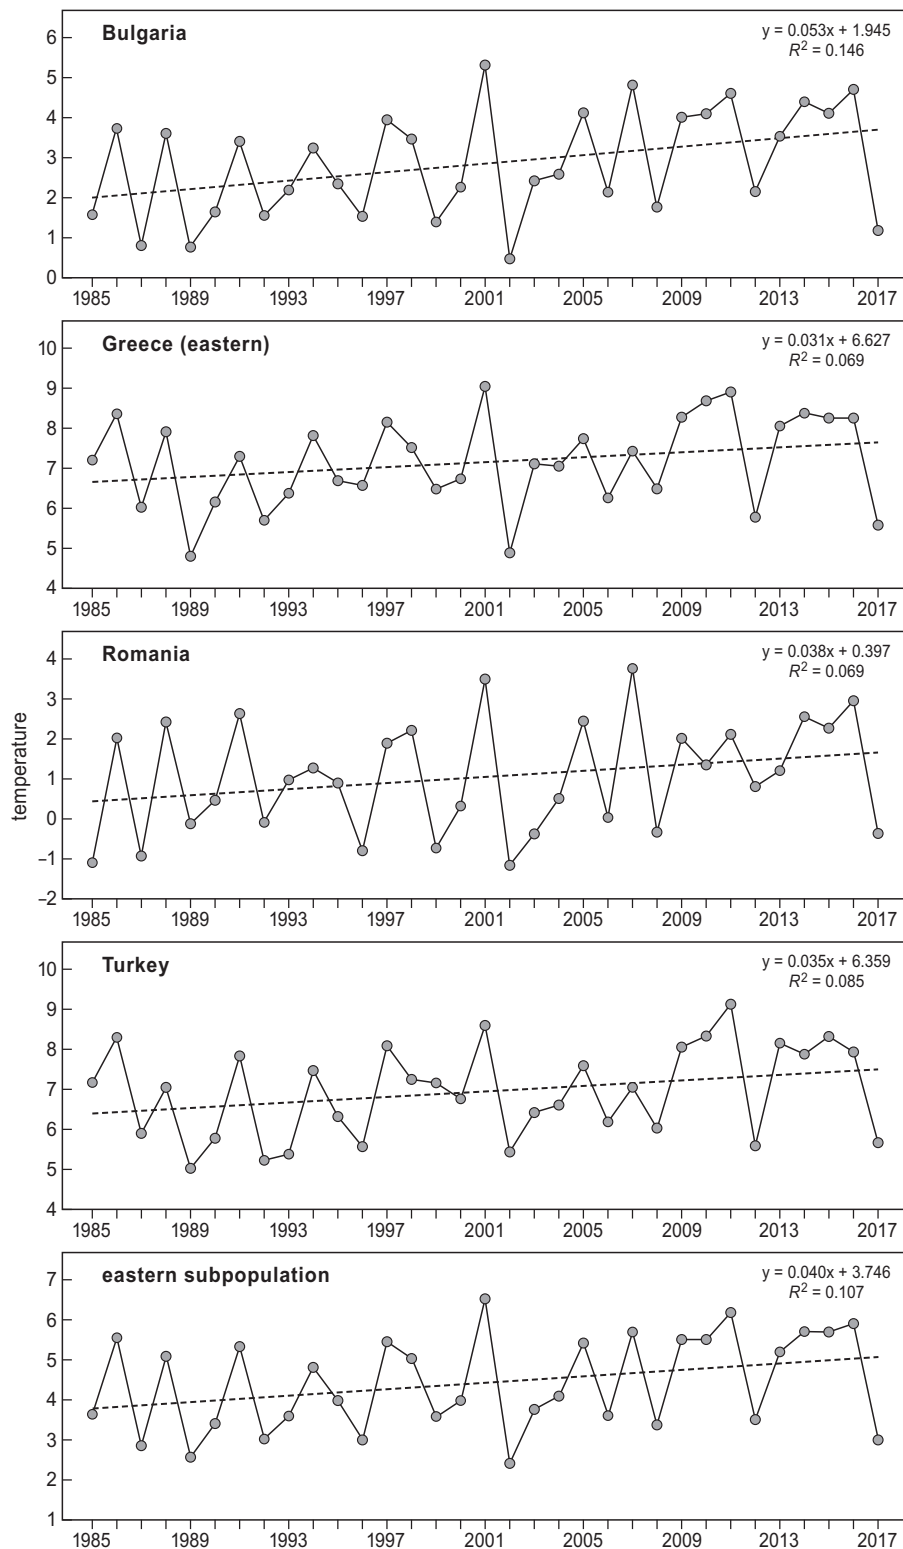 Bulgaria
y = 0.053x + 1.945
R2 = 0.146
6
5
4
3
2
1
0
1985 1989 1993 1997 2001 2005 2009 2013 2017
Greece (eastern)
y = 0.031x + 6.627
R2 = 0.069
10
9
8
7
6
5
4
1985 1989 1993 1997 2001 2005 2009 2013 2017
temperature
Romania
y = 0.038x + 0.397
R2 = 0.069
4
3
2
1
0
–1
–2
1985 1989 1993 1997 2001 2005 2009 2013 2017
Turkey
y = 0.035x + 6.359
R2 = 0.085
10
9
8
7
6
5
4
1985 1989 1993 1997 2001 2005 2009 2013 2017
eastern subpopulation
y = 0.040x + 3.746
R2 = 0.107
7
6
5
4
3
2
1
1985 1989 1993 1997 2001 2005 2009 2013 2017